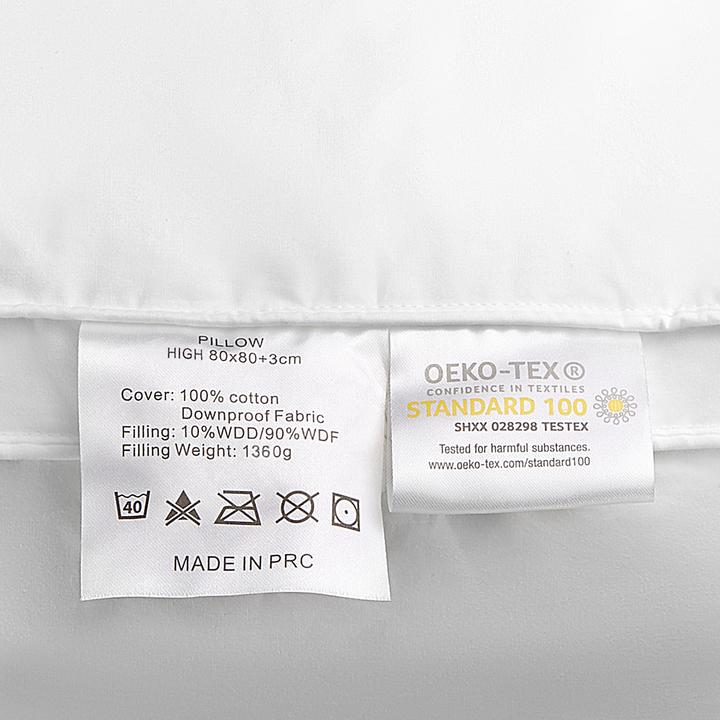 PILLOW
HIGH 80x80+3cm
Cover: 100% cotton
Downproof Fabric
Filling: 10%WDD/90%WDF
Filling Weight: 1360g
40
MADE IN PRC
OEKO-TEX®
CONFIDENCE IN TEXTILES
STANDARD 100
SHXX 028298 TESTEX
Tested for harmful substances.
www.oeko-tex.com/standard100